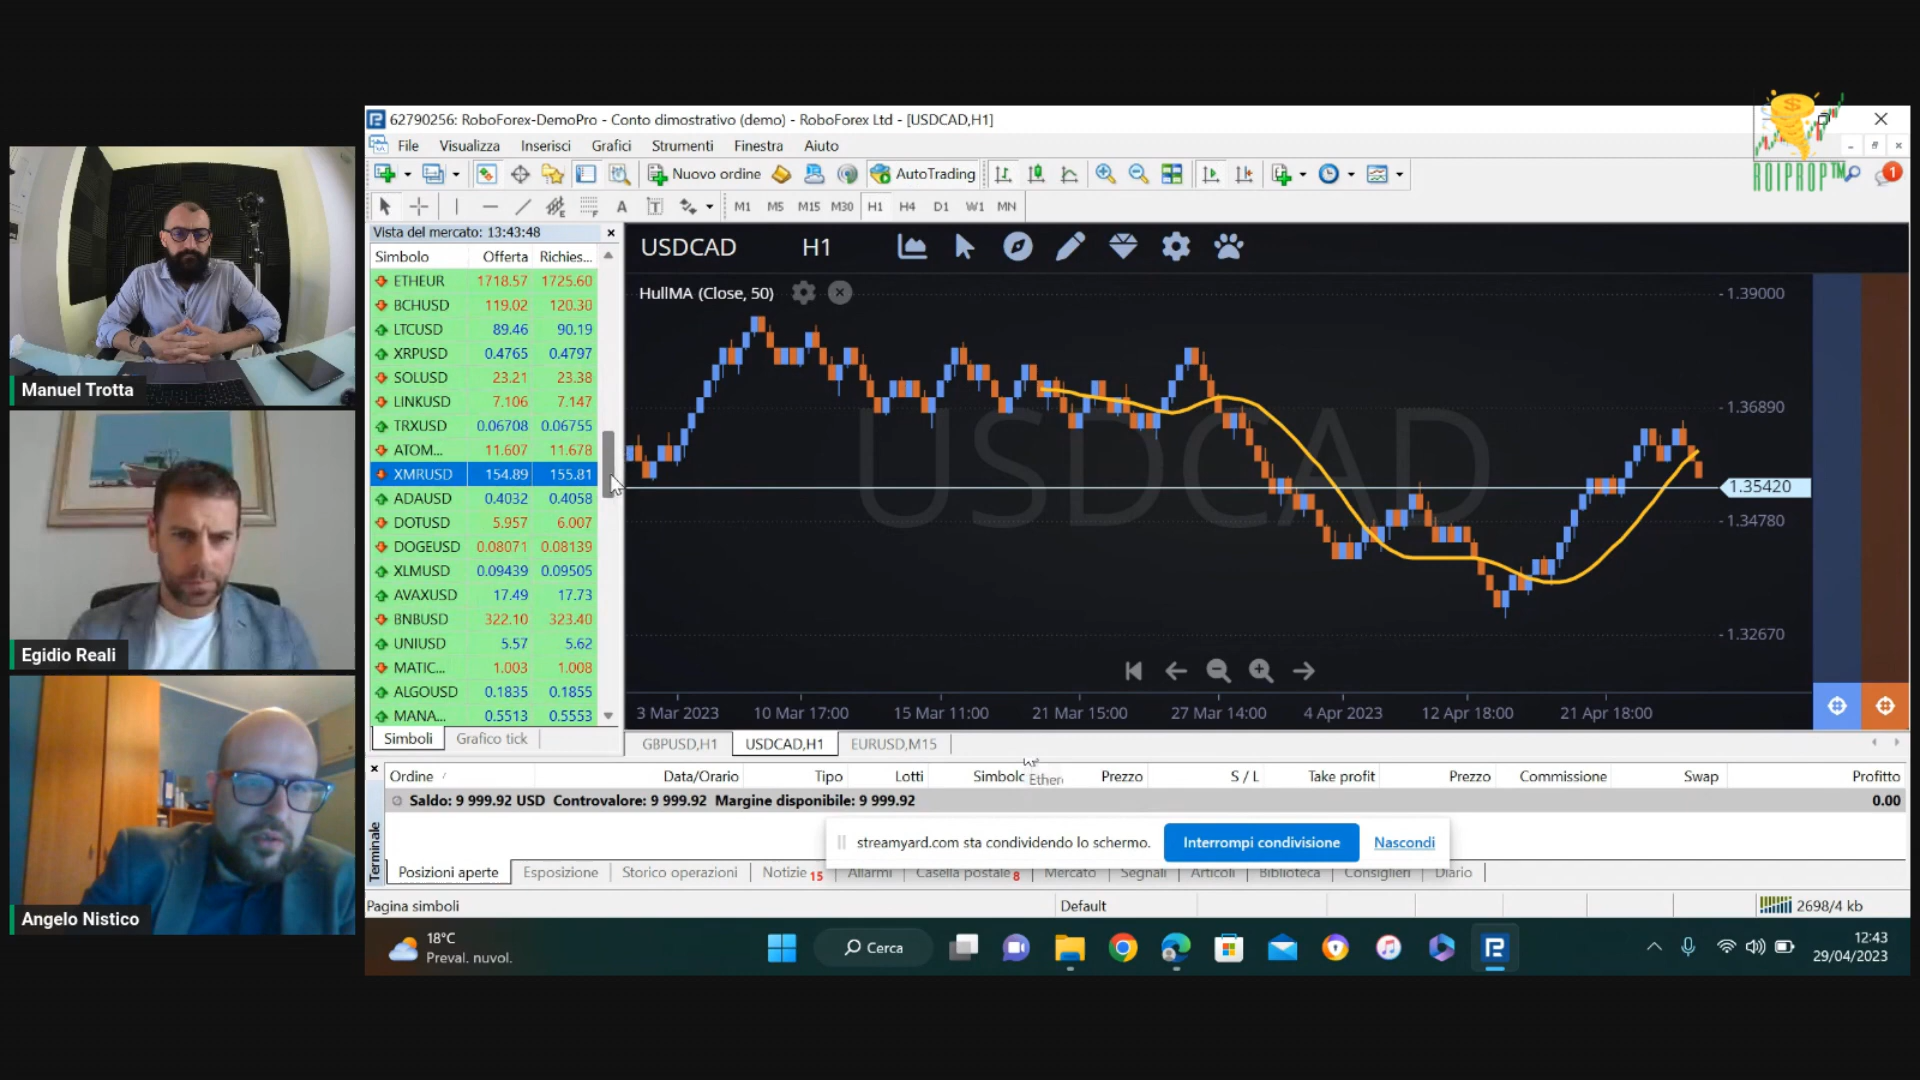 62790256: RoboForex-DemoPro - Conto dimostrativo (demo) - RoboForex Ltd - [USDCAD,H1]
File Visualizza Inserisci Grafici Strumenti Finestra Aiuto
Nuovo ordine AutoTrading
ROIPROP™
1
A T M1 M5 M15 M30 H1 H4 D1 W1 MN
Vista del mercato: 13:43:48
Simbolo Offerta Richies...
ETHEUR 1718.57 1725.60
BCHUSD 119.02 120.30
LTCUSD 89.46 90.19
XRPUSD 0.4765 0.4797
SOLUSD 23.21 23.38
LINKUSD 7.106 7.147
TRXUSD 0.06708 0.06755
ATOM... 11.607 11.678
XMRUSD 154.89 155.81
ADAUSD 0.4032 0.4058
DOTUSD 5.957 6.007
DOGEUSD 0.08071 0.08139
XLMUSD 0.09439 0.09505
AVAXUSD 17.49 17.73
BNBUSD 322.10 323.40
UNIUSD 5.57 5.62
MATIC... 1.003 1.008
ALGOUSD 0.1835 0.1855
MANA... 0.5513 0.5553
Simboli Grafico tick
USDCAD H1
HullMA (Close, 50)
USDCAD
1.39000
1.36890
1.35420
1.34780
1.32670
3 Mar 2023 10 Mar 17:00 15 Mar 11:00 21 Mar 15:00 27 Mar 14:00 4 Apr 2023 12 Apr 18:00 21 Apr 18:00
GBPUSD,H1 USDCAD,H1 EURUSD,M15
Manuel Trotta
Egidio Reali
Angelo Nistico
Ordine Data/Orario Tipo Lotti Simbolo Prezzo S / L Take profit Prezzo Commissione Swap Profitto
Saldo: 9 999.92 USD Controvalore: 9 999.92 Margine disponibile: 9 999.92 0.00
Terminale
streamyard.com sta condividendo lo schermo. Interrompi condivisione Nascondi
Posizioni aperte Esposizione Storico operazioni Notizie 15 Allarmi Casella postale 8 Mercato Segnali Articoli Biblioteca Consiglieri Diario
Pagina simboli Default 2698/4 kb
18°C
Preval. nuvol.
Cerca
12:43
29/04/2023